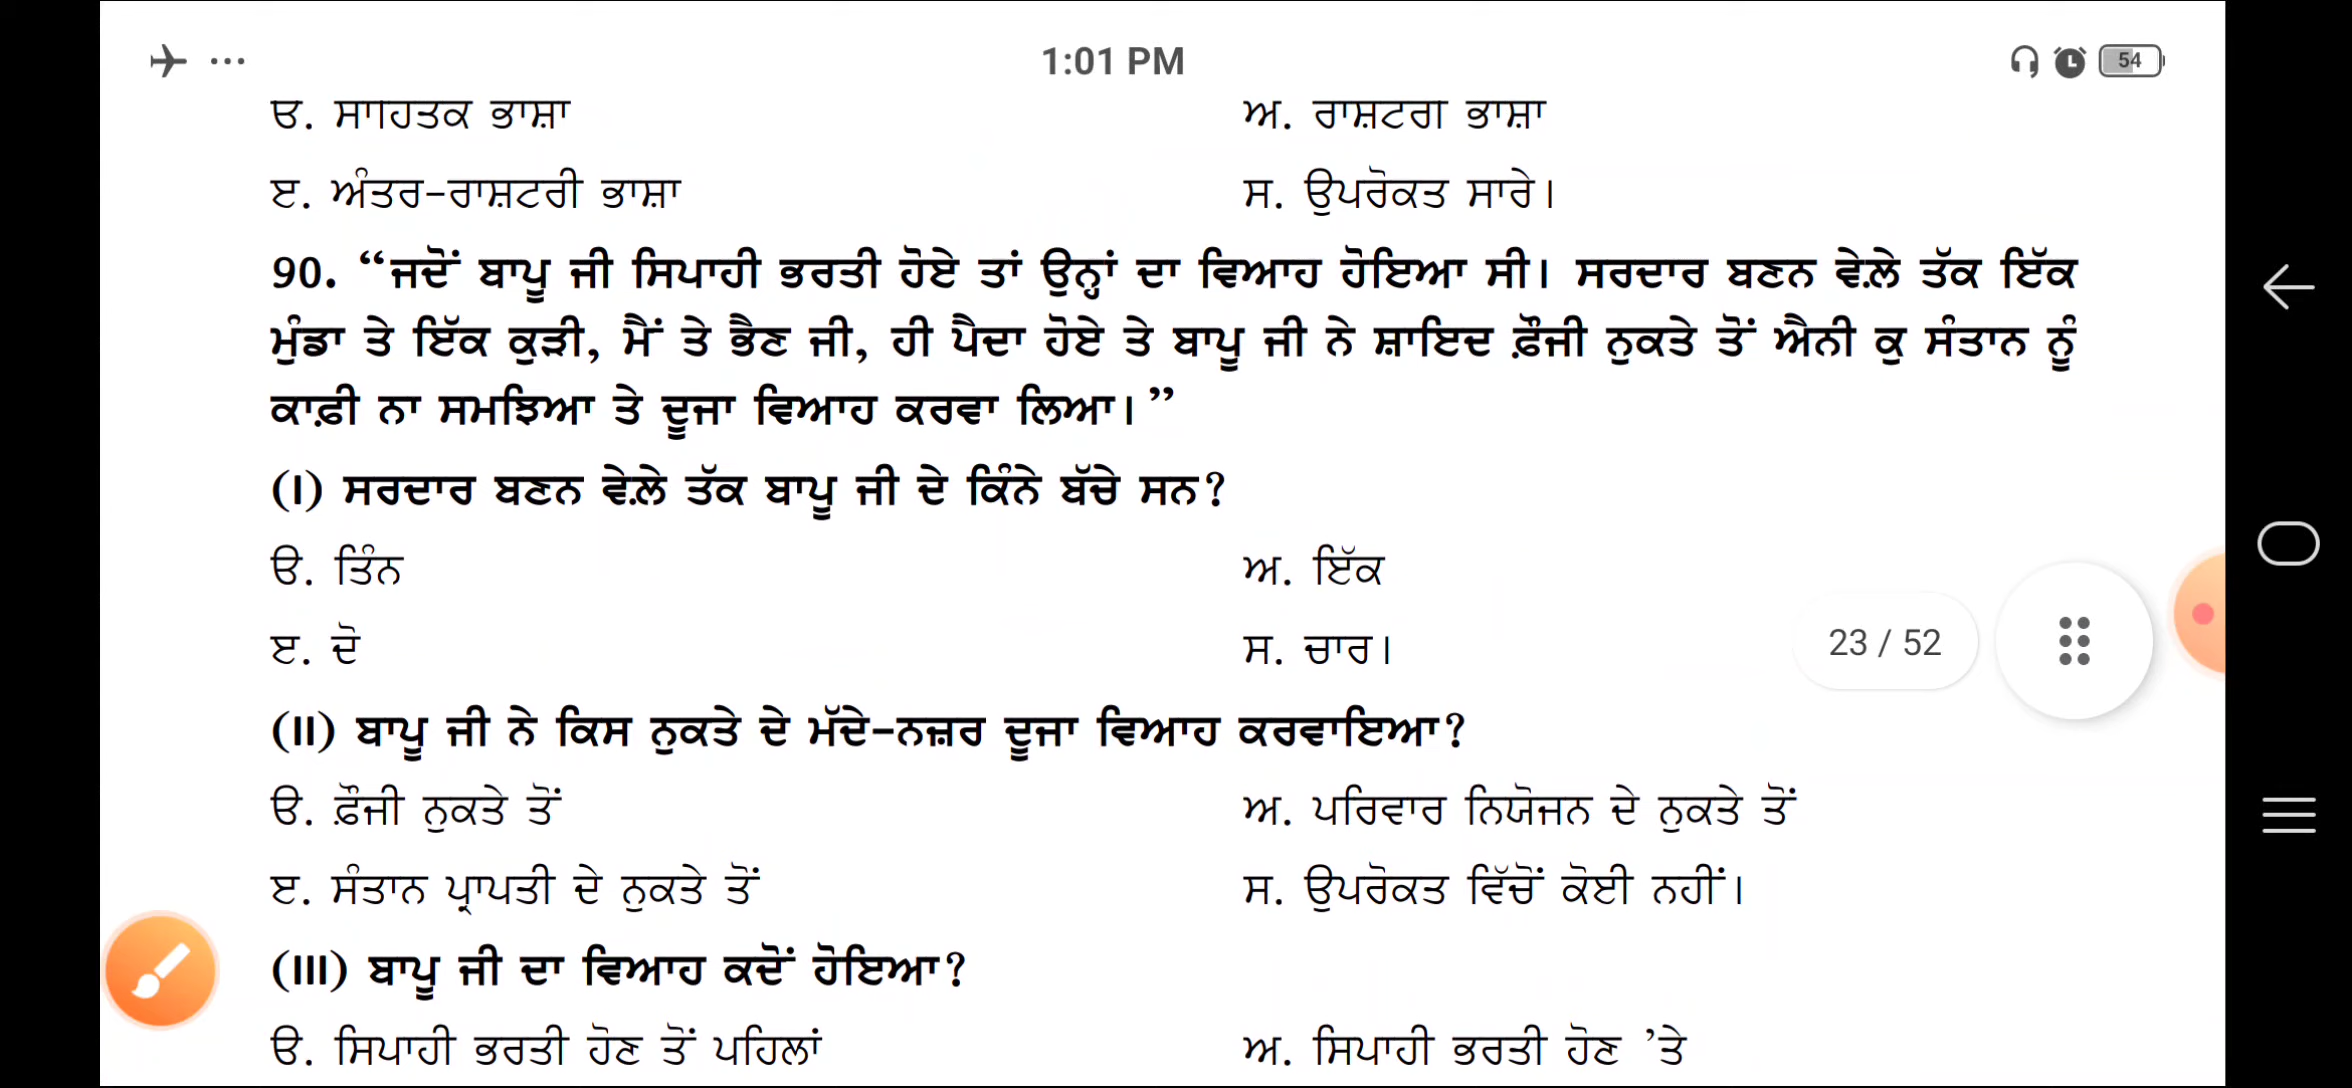 1:01 PM
54
ੳ. ਸਾਹਿਤਕ ਭਾਸ਼ਾ
ਅ. ਰਾਸ਼ਟਰੀ ਭਾਸ਼ਾ
ੲ. ਅੰਤਰ-ਰਾਸ਼ਟਰੀ ਭਾਸ਼ਾ
ਸ. ਉਪਰੋਕਤ ਸਾਰੇ।
90. “ਜਦੋਂ ਬਾਪੂ ਜੀ ਸਿਪਾਹੀ ਭਰਤੀ ਹੋਏ ਤਾਂ ਉਨ੍ਹਾਂ ਦਾ ਵਿਆਹ ਹੋਇਆ ਸੀ। ਸਰਦਾਰ ਬਣਨ ਵੇਲ਼ੇ ਤੱਕ ਇੱਕ
ਮੁੰਡਾ ਤੇ ਇੱਕ ਕੁੜੀ, ਮੈਂ ਤੇ ਭੈਣ ਜੀ, ਹੀ ਪੈਦਾ ਹੋਏ ਤੇ ਬਾਪੂ ਜੀ ਨੇ ਸ਼ਾਇਦ ਫ਼ੌਜੀ ਨੁਕਤੇ ਤੋਂ ਐਨੀ ਕੁ ਸੰਤਾਨ ਨੂੰ
ਕਾਫ਼ੀ ਨਾ ਸਮਝਿਆ ਤੇ ਦੂਜਾ ਵਿਆਹ ਕਰਵਾ ਲਿਆ।”
(I) ਸਰਦਾਰ ਬਣਨ ਵੇਲ਼ੇ ਤੱਕ ਬਾਪੂ ਜੀ ਦੇ ਕਿੰਨੇ ਬੱਚੇ ਸਨ?
ੳ. ਤਿੰਨ
ਅ. ਇੱਕ
ੲ. ਦੋ
ਸ. ਚਾਰ।
23 / 52
(II) ਬਾਪੂ ਜੀ ਨੇ ਕਿਸ ਨੁਕਤੇ ਦੇ ਮੱਦੇ-ਨਜ਼ਰ ਦੂਜਾ ਵਿਆਹ ਕਰਵਾਇਆ?
ੳ. ਫ਼ੌਜੀ ਨੁਕਤੇ ਤੋਂ
ਅ. ਪਰਿਵਾਰ ਨਿਯੋਜਨ ਦੇ ਨੁਕਤੇ ਤੋਂ
ੲ. ਸੰਤਾਨ ਪ੍ਰਾਪਤੀ ਦੇ ਨੁਕਤੇ ਤੋਂ
ਸ. ਉਪਰੋਕਤ ਵਿੱਚੋਂ ਕੋਈ ਨਹੀਂ।
(III) ਬਾਪੂ ਜੀ ਦਾ ਵਿਆਹ ਕਦੋਂ ਹੋਇਆ?
ੳ. ਸਿਪਾਹੀ ਭਰਤੀ ਹੋਣ ਤੋਂ ਪਹਿਲਾਂ
ਅ. ਸਿਪਾਹੀ ਭਰਤੀ ਹੋਣ ’ਤੇ